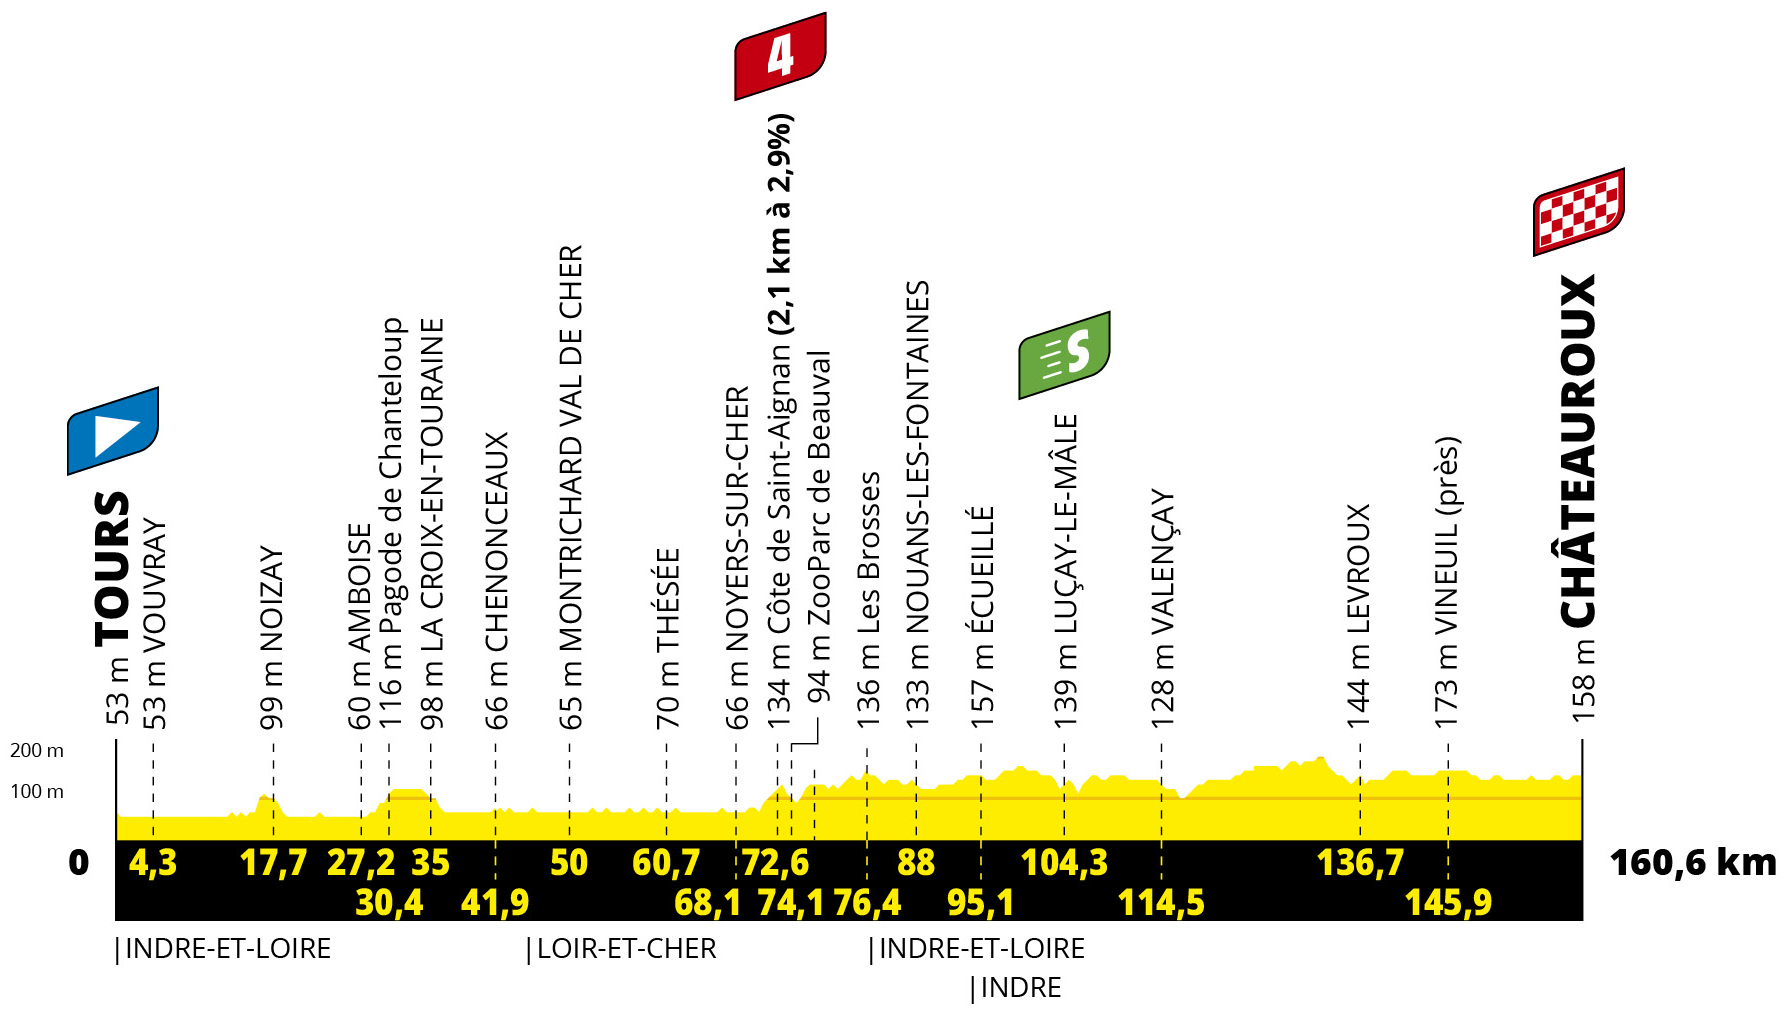 4
S
53 m TOURS
53 m VOUVRAY
99 m NOIZAY
60 m AMBOISE
116 m Pagode de Chanteloup
98 m LA CROIX-EN-TOURAINE
66 m CHENONCEAUX
65 m MONTRICHARD VAL DE CHER
70 m THÉSÉE
66 m NOYERS-SUR-CHER
134 m Côte de Saint-Aignan (2,1 km à 2,9%)
94 m ZooParc de Beauval
136 m Les Brosses
133 m NOUANS-LES-FONTAINES
157 m ÉCUEILLÉ
139 m LUÇAY-LE-MÂLE
128 m VALENÇAY
144 m LEVROUX
173 m VINEUIL (près)
158 m CHÂTEAUROUX
200 m
100 m
0 4,3 17,7 27,2 35 50 60,7 72,6 88 104,3 136,7 160,6 km
30,4 41,9 68,1 74,1 76,4 95,1 114,5 145,9
|INDRE-ET-LOIRE |LOIR-ET-CHER |INDRE-ET-LOIRE
|INDRE